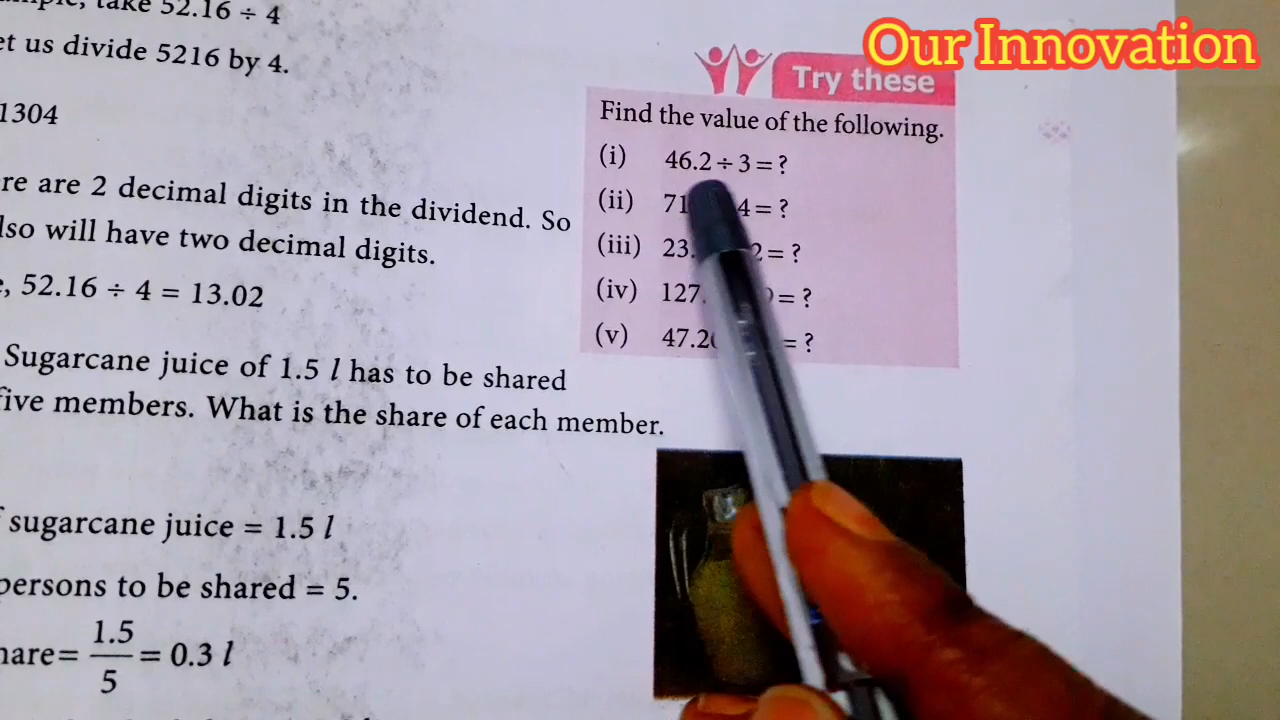 take 52.16 ÷ 4
et us divide 5216 by 4.
1304
re are 2 decimal digits in the dividend. So
lso will have two decimal digits.
, 52.16 ÷ 4 = 13.02
Sugarcane juice of 1.5 l has to be shared
five members. What is the share of each member.
sugarcane juice = 1.5 l
persons to be shared = 5.
hare= 1.5/5 = 0.3 l
Our Innovation
Try these
Find the value of the following.
(i) 46.2 ÷ 3 = ?
(ii) 71 4 = ?
(iii) 23. 2 = ?
(iv) 127. = ?
(v) 47.2 = ?